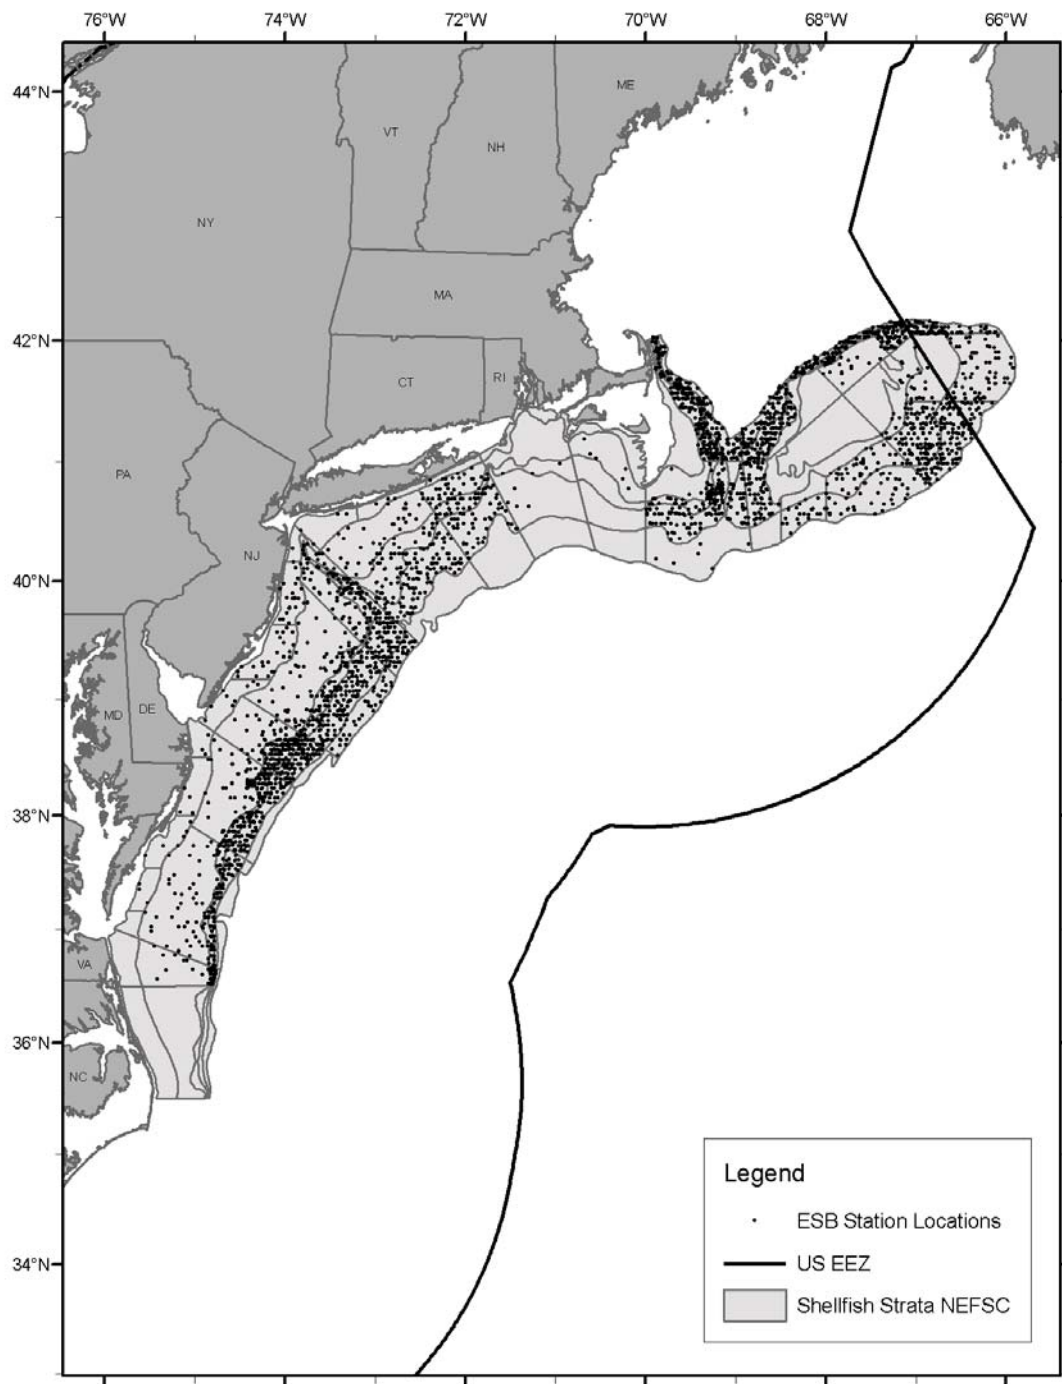 76°W 74°W 72°W 70°W 68°W 66°W
44°N
ME
VT
NH
NY
MA
42°N
CT
RI
PA
NJ
40°N
MD
DE
38°N
VA
36°N
NC
34°N
Legend
ESB Station Locations
US EEZ
Shellfish Strata NEFSC